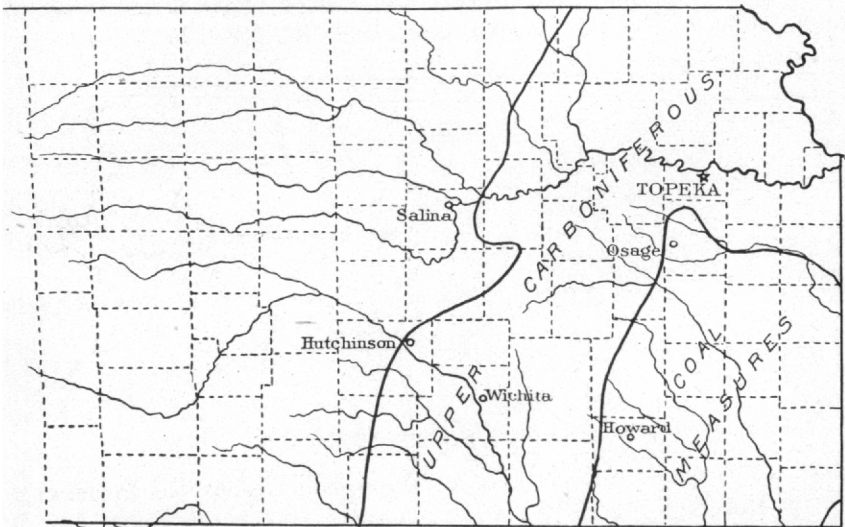 UPPER CARBONIFEROUS
TOPEKA
Salina
Osage
Hutchinson
Wichita
COAL
MEASURES
Howard